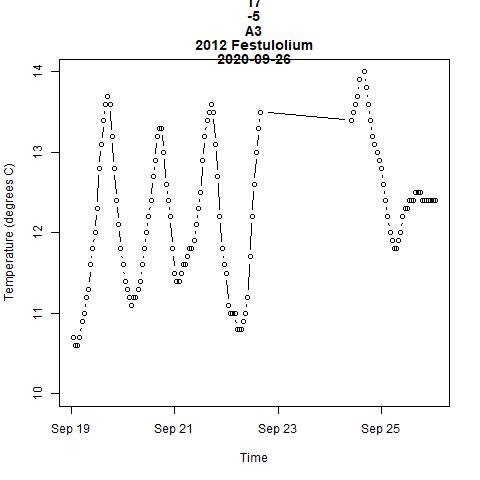 17
-5
A3
2012 Festulolium
2020-09-26
Temperature (degrees C)
14
13
12
11
10
Sep 19
Sep 21
Sep 23
Sep 25
Time